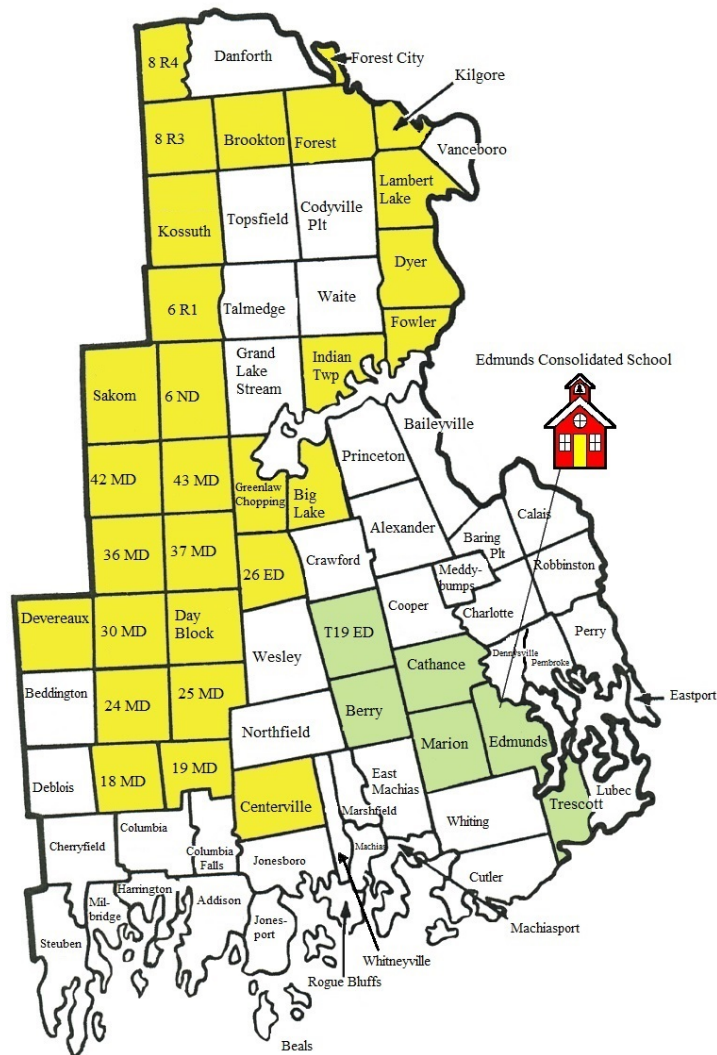 Forest City
Danforth
8 R4
Kilgore
8 R3
Brookton
Forest
Vanceboro
Lambert
Lake
Kossuth
Topsfield
Codyville
Plt
Dyer
6 R1
Talmedge
Waite
Fowler
Grand
Lake
Stream
Indian
Twp
Edmunds Consolidated School
Sakom
6 ND
Baileyville
Princeton
42 MD
43 MD
Greenlaw
Chopping
Big
Lake
Alexander
Calais
Baring
Plt
36 MD
37 MD
26 ED
Crawford
Meddy-
bumps
Robbinston
Devereaux
30 MD
Day
Block
Cooper
Charlotte
T19 ED
Perry
Wesley
Dennysville
Pembroke
Cathance
Beddington
24 MD
25 MD
Eastport
Berry
Northfield
Marion
Edmunds
18 MD
19 MD
Deblois
East
Machias
Lubec
Trescott
Centerville
Marshfield
Whiting
Columbia
Cherryfield
Columbia
Falls
Jonesboro
Machias
Cutler
Harrington
Mil-
bridge
Addison
Jones-
port
Machiasport
Steuben
Whitneyville
Rogue Bluffs
Beals